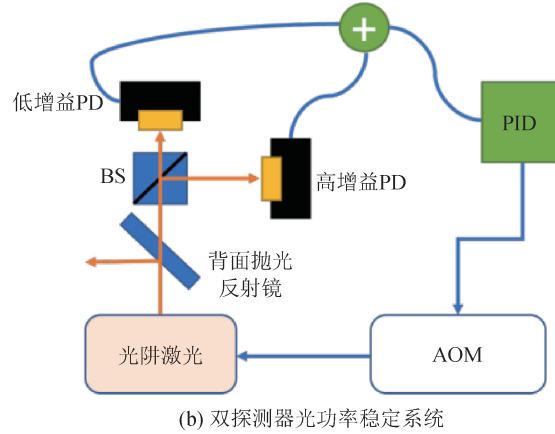 +
低增益PD
PID
BS
高增益PD
背面抛光
反射镜
光阱激光
AOM
(b) 双探测器光功率稳定系统